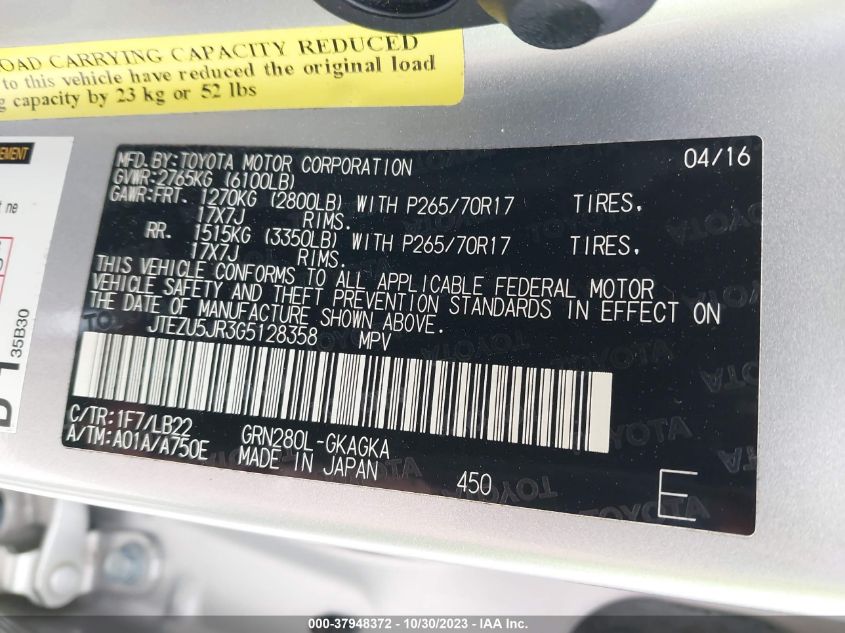 OAD CARRYING CAPACITY REDUCED
to this vehicle have reduced the original load
g capacity by 23 kg or 52 lbs
EMENT
t ne
35B30
MFD.BY:TOYOTA MOTOR CORPORATION 04/16
GVWR:2765KG (6100LB)
GAWR:FRT. 1270KG (2800LB) WITH P265/70R17 TIRES,
17X7J RIMS.
RR. 1515KG (3350LB) WITH P265/70R17 TIRES,
17X7J RIMS.
THIS VEHICLE CONFORMS TO ALL APPLICABLE FEDERAL MOTOR
VEHICLE SAFETY AND THEFT PREVENTION STANDARDS IN EFFECT ON
THE DATE OF MANUFACTURE SHOWN ABOVE.
JTEZU5JR3G5128358 MPV
C/TR:1F7/LB22 GRN280L-GKAGKA
A/TM:A01A/A750E MADE IN JAPAN 450 E
000-37948372 - 10/30/2023 - IAA Inc.